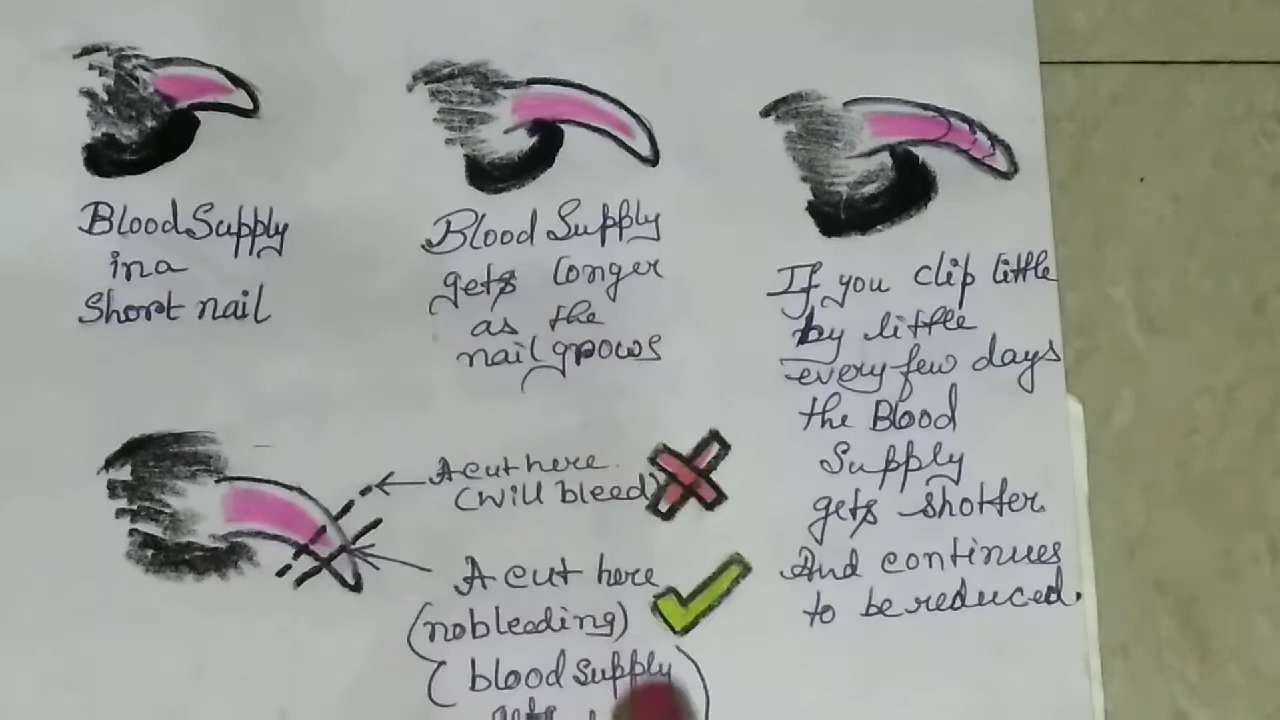 Blood Supply
in a
Short nail
Blood Supply
gets longer
as the
nail grows
If you clip little
by little
every few days
the Blood
Supply
gets shotter.
And continues
to be reduced.
A cut here.
(will bleed)
A cut here
(no bleeding)
(blood supply
gets